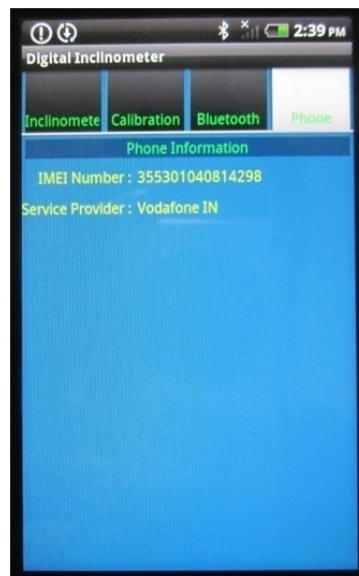 2:39 PM
Digital Inclinometer
Inclinomete Calibration Bluetooth Phone
Phone Information
IMEI Number : 355301040814298
Service Provider : Vodafone IN